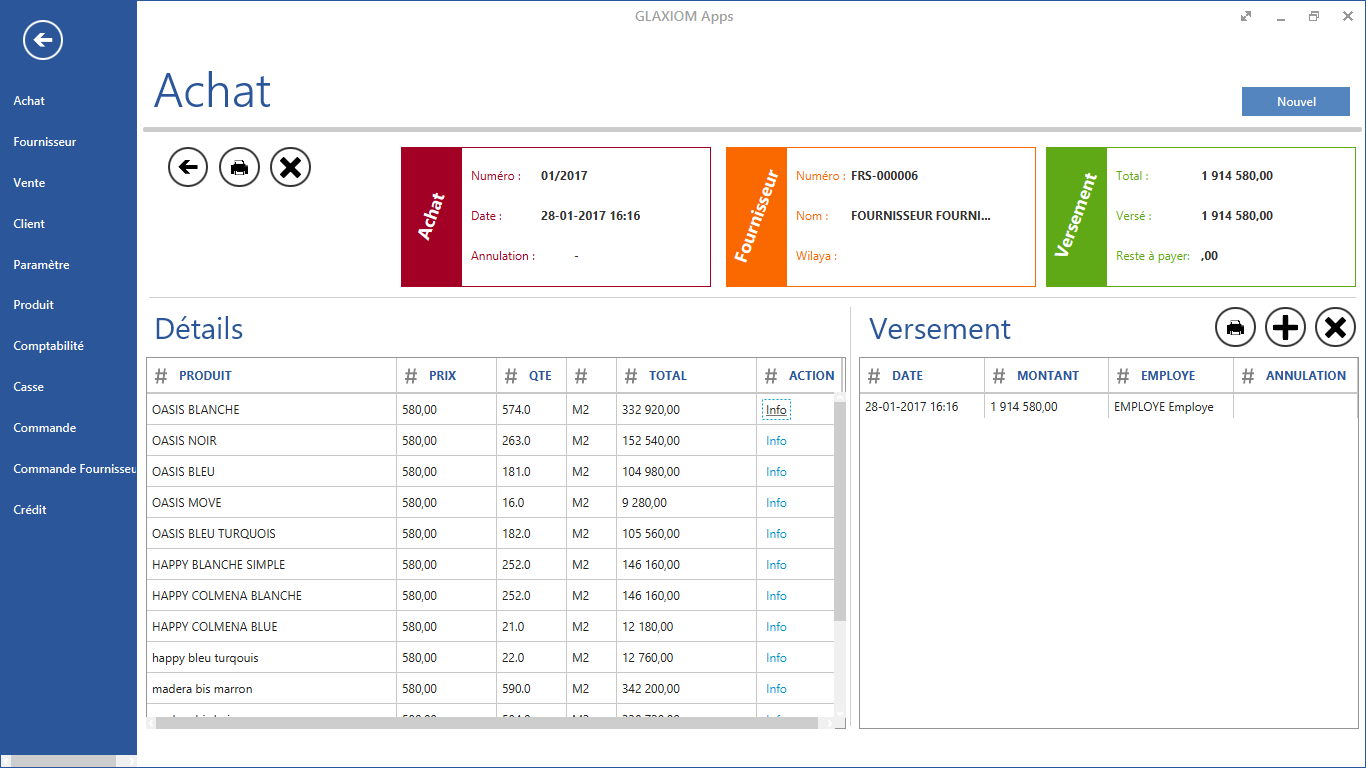 GLAXIOM Apps
Achat
Fournisseur
Vente
Client
Paramètre
Produit
Comptabilité
Casse
Commande
Commande Fournisseu
Crédit
Achat
Nouvel
Achat
Numéro : 01/2017
Date : 28-01-2017 16:16
Annulation : -
Fournisseur
Numéro : FRS-000006
Nom : FOURNISSEUR FOURNI...
Wilaya :
Versement
Total : 1 914 580,00
Versé : 1 914 580,00
Reste à payer: ,00
Détails
# PRODUIT # PRIX # QTE # # TOTAL # ACTION
OASIS BLANCHE 580,00 574.0 M2 332 920,00 Info
OASIS NOIR 580,00 263.0 M2 152 540,00 Info
OASIS BLEU 580,00 181.0 M2 104 980,00 Info
OASIS MOVE 580,00 16.0 M2 9 280,00 Info
OASIS BLEU TURQUOIS 580,00 182.0 M2 105 560,00 Info
HAPPY BLANCHE SIMPLE 580,00 252.0 M2 146 160,00 Info
HAPPY COLMENA BLANCHE 580,00 252.0 M2 146 160,00 Info
HAPPY COLMENA BLUE 580,00 21.0 M2 12 180,00 Info
happy bleu turqouis 580,00 22.0 M2 12 760,00 Info
madera bis marron 580,00 590.0 M2 342 200,00 Info
Versement
# DATE # MONTANT # EMPLOYE # ANNULATION
28-01-2017 16:16 1 914 580,00 EMPLOYE Employe